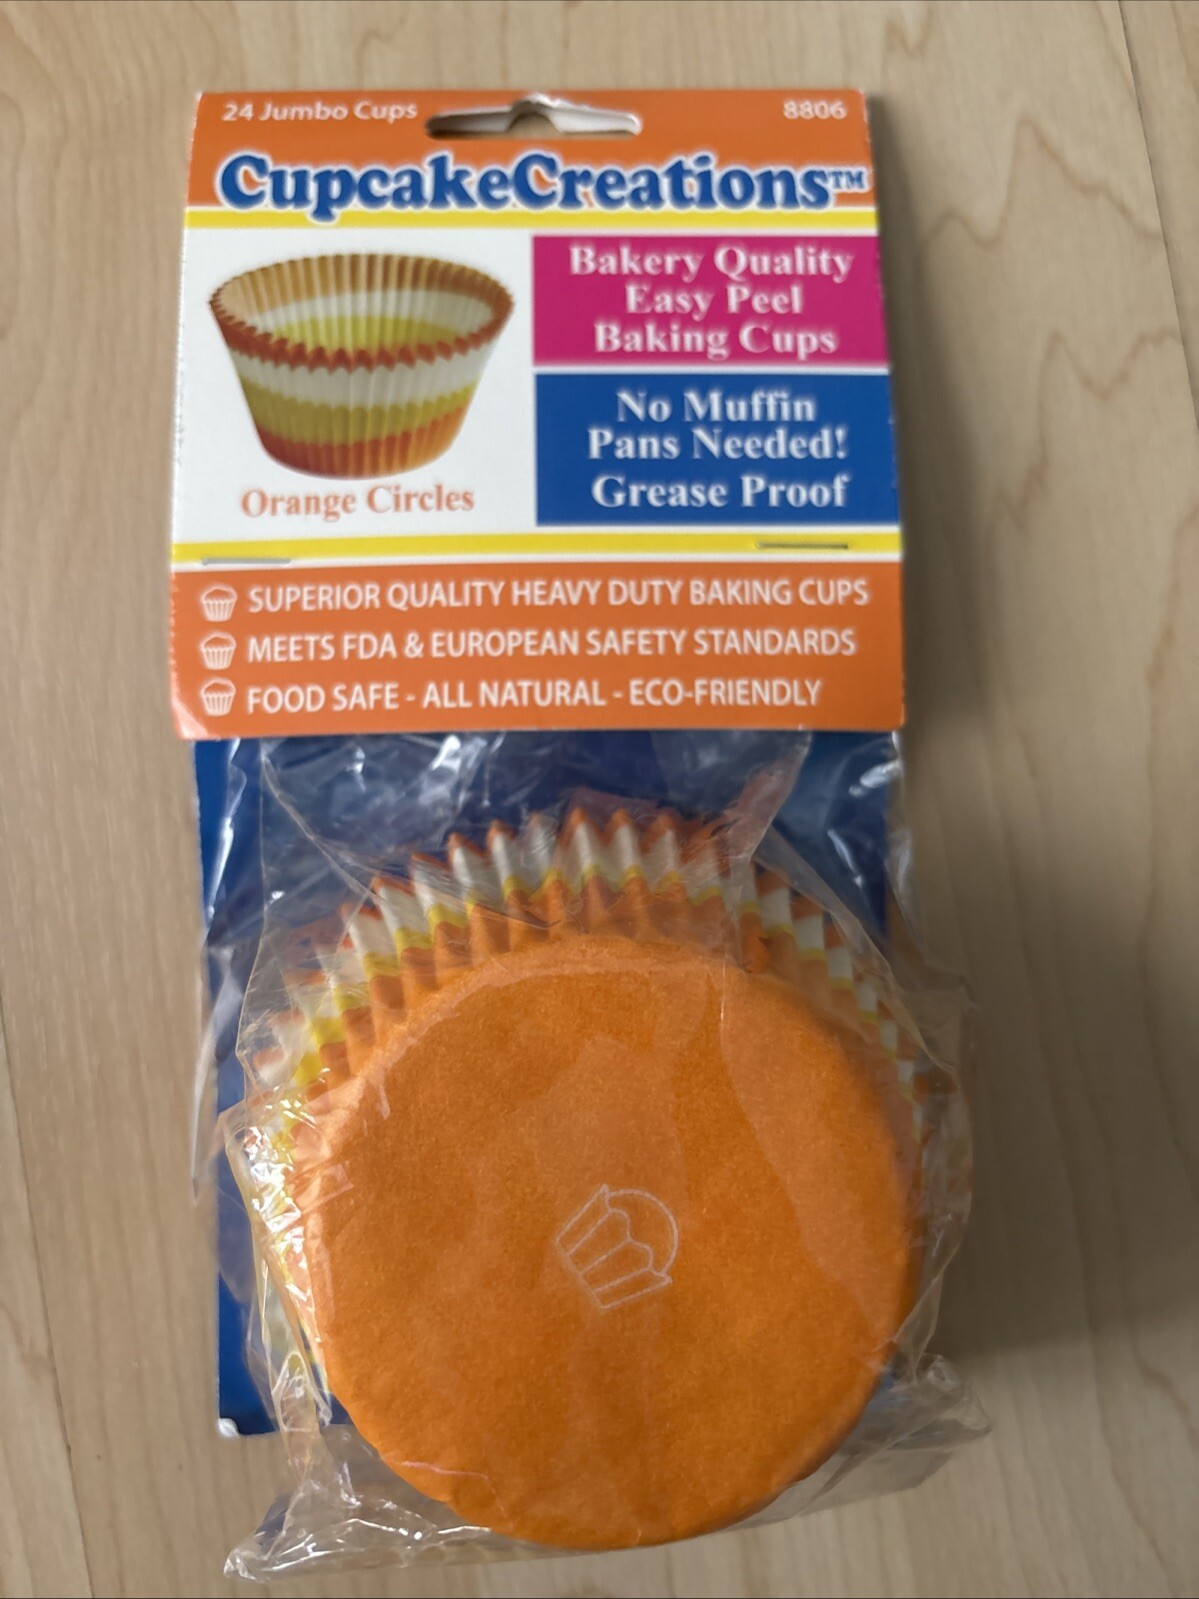 24 Jumbo Cups
8806
CupcakeCreations™
Bakery Quality
Easy Peel
Baking Cups
No Muffin
Pans Needed!
Grease Proof
Orange Circles
SUPERIOR QUALITY HEAVY DUTY BAKING CUPS
MEETS FDA & EUROPEAN SAFETY STANDARDS
FOOD SAFE - ALL NATURAL - ECO-FRIENDLY